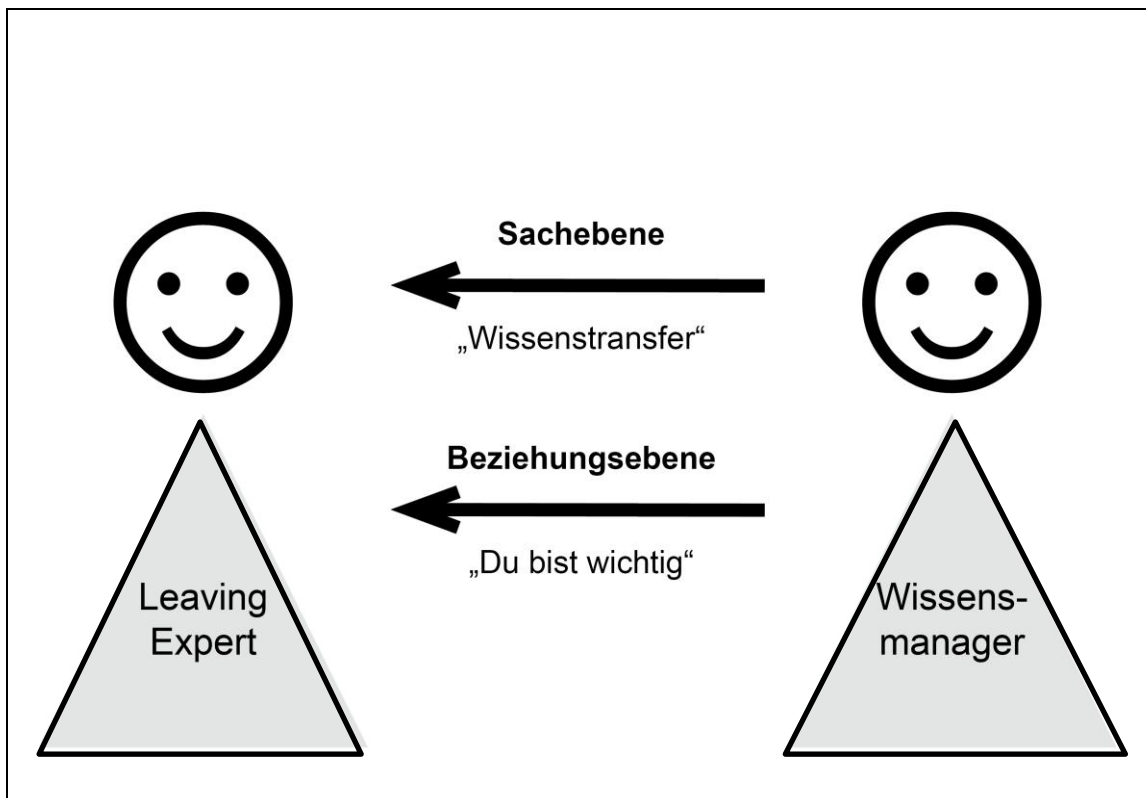 Sachebene
„Wissenstransfer“
Beziehungsebene
„Du bist wichtig“
Leaving
Expert
Wissens-
manager